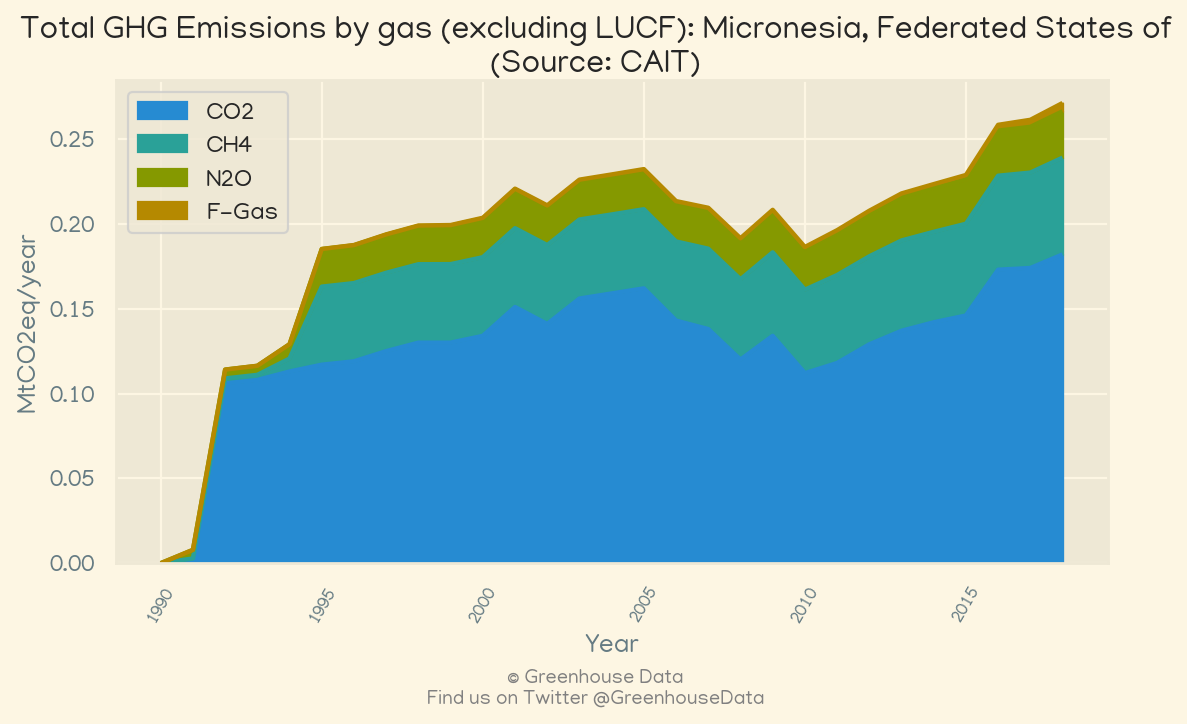 Total GHG Emissions by gas (excluding LUCF): Micronesia, Federated States of
(Source: CAIT)
CO2
CH4
N2O
F-Gas
MtCO2eq/year
0.25
0.20
0.15
0.10
0.05
0.00
1990
1995
2000
2005
2010
2015
Year
© Greenhouse Data
Find us on Twitter @GreenhouseData